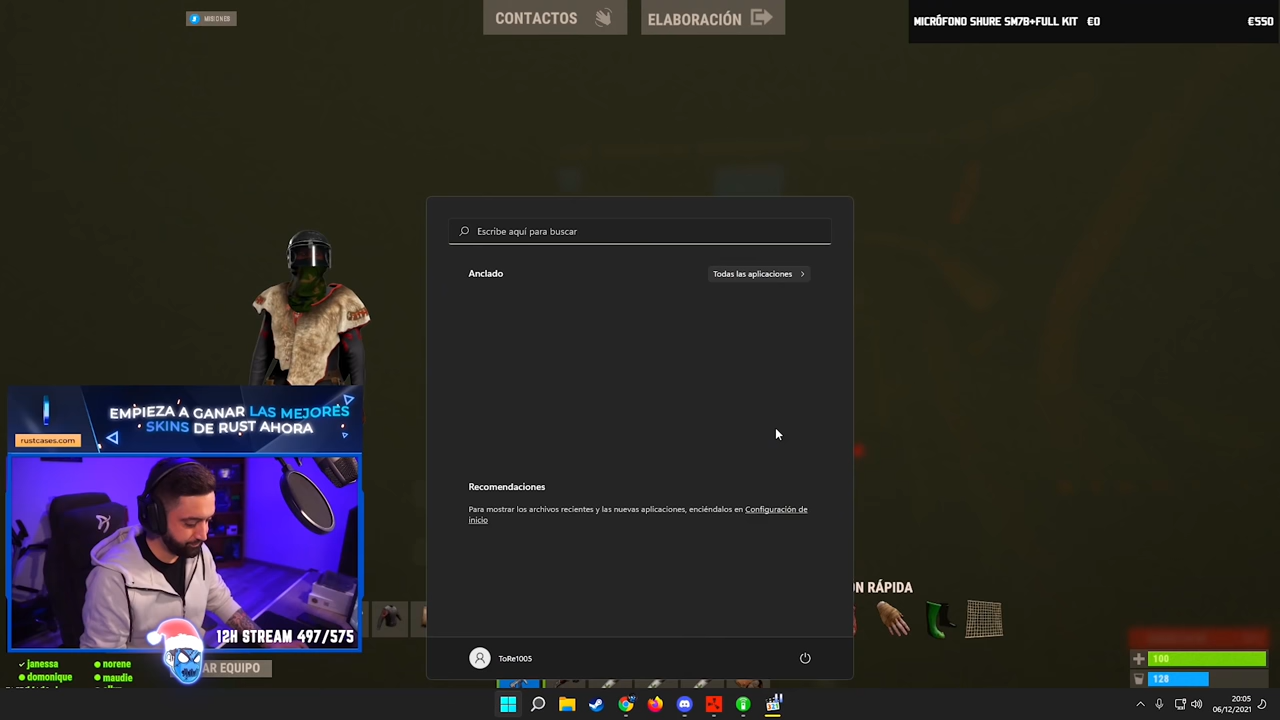 MISIONES
CONTACTOS
ELABORACIÓN
MICRÓFONO SHURE SM7B+FULL KIT €0 €550
Escribe aquí para buscar
Anclado
Todas las aplicaciones
EMPIEZA A GANAR LAS MEJORES
SKINS DE RUST AHORA
rustcases.com
Recomendaciones
Para mostrar los archivos recientes y las nuevas aplicaciones, enciéndalos en Configuración de
inicio
ON RÁPIDA
12H STREAM 497/575
janessa
norene
domonique
maudie
AR EQUIPO
ToRe1005
100
128
20:05
06/12/2021